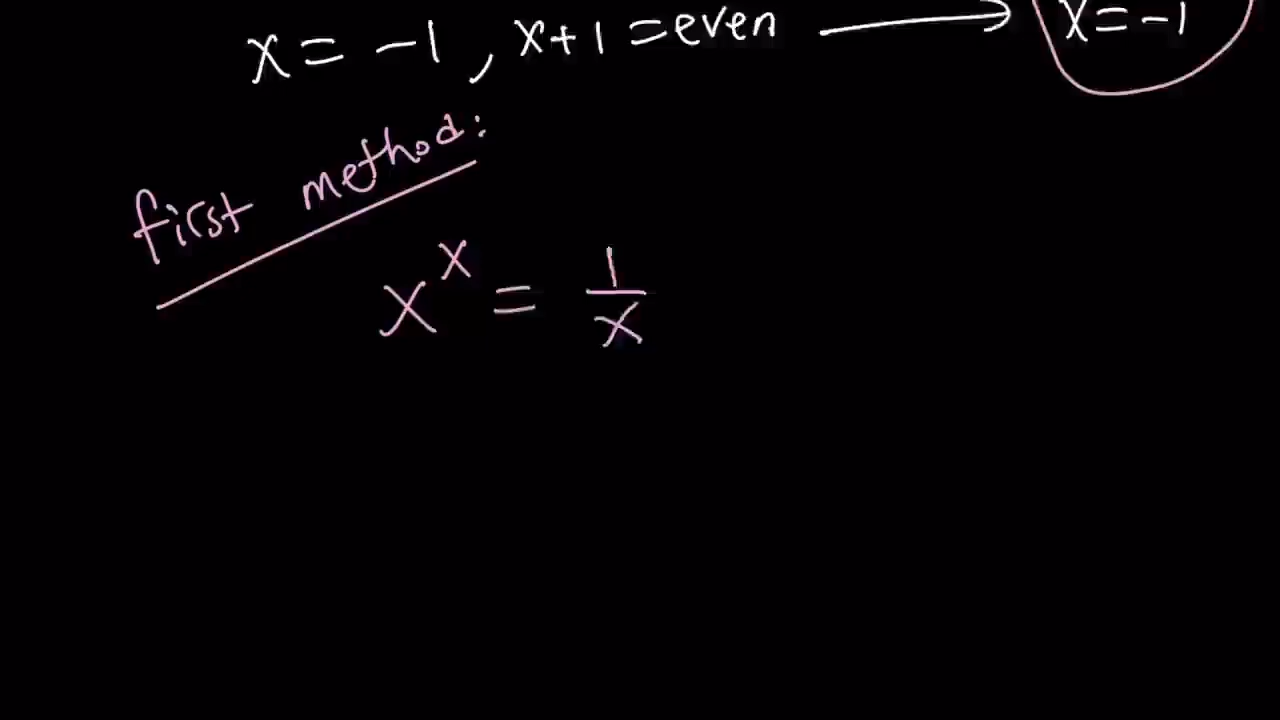 x = -1 , x+1 = even ⟶ x = -1
first method:
x^x = 1/x